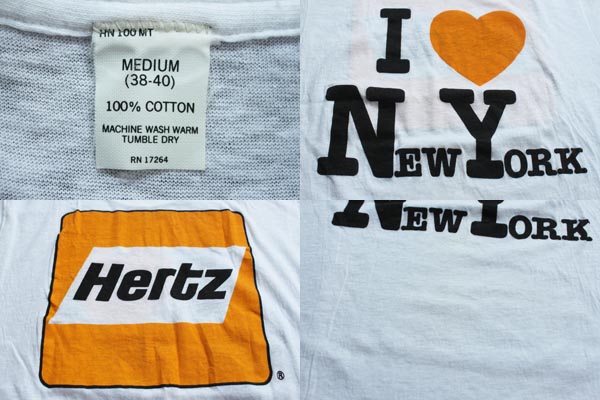 HN 100 MT
MEDIUM
(38-40)
100% COTTON
MACHINE WASH WARM
TUMBLE DRY
RN 17264
I
NEW YORK
Hertz
®
NEW YORK